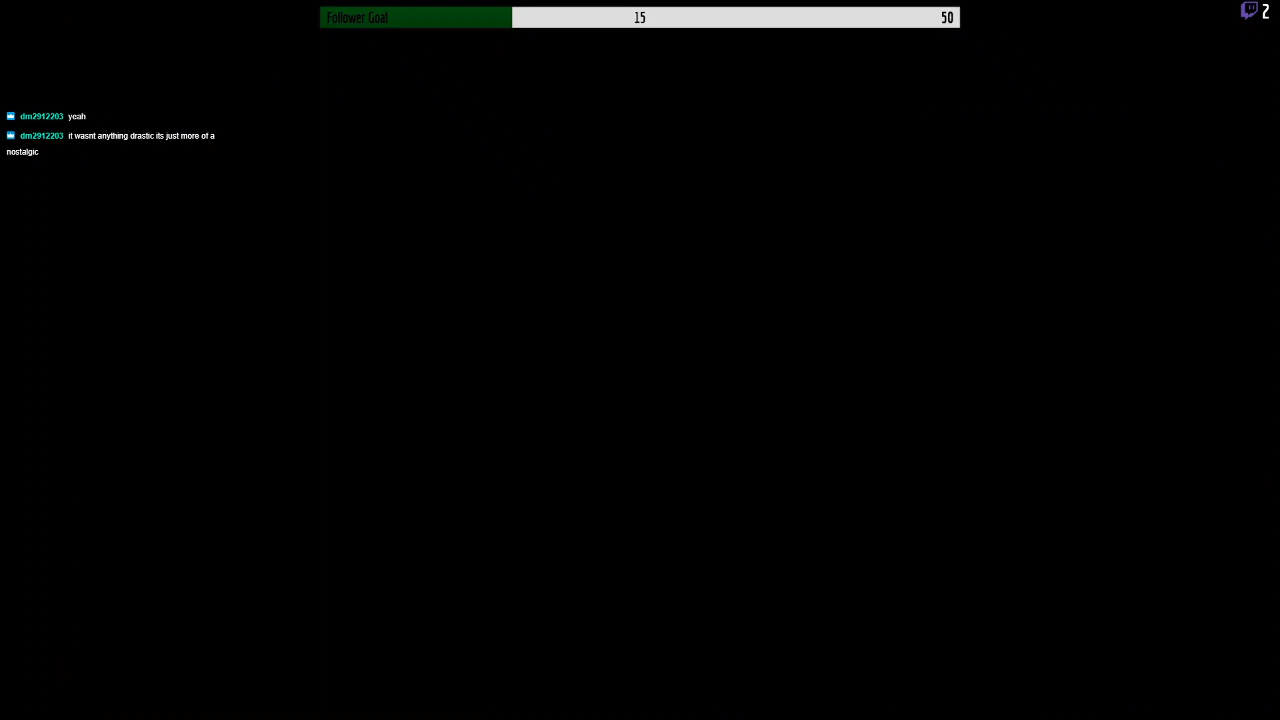 Follower Goal 15 50
2
dm2912203 yeah
dm2912203 it wasnt anything drastic its just more of a
nostalgic